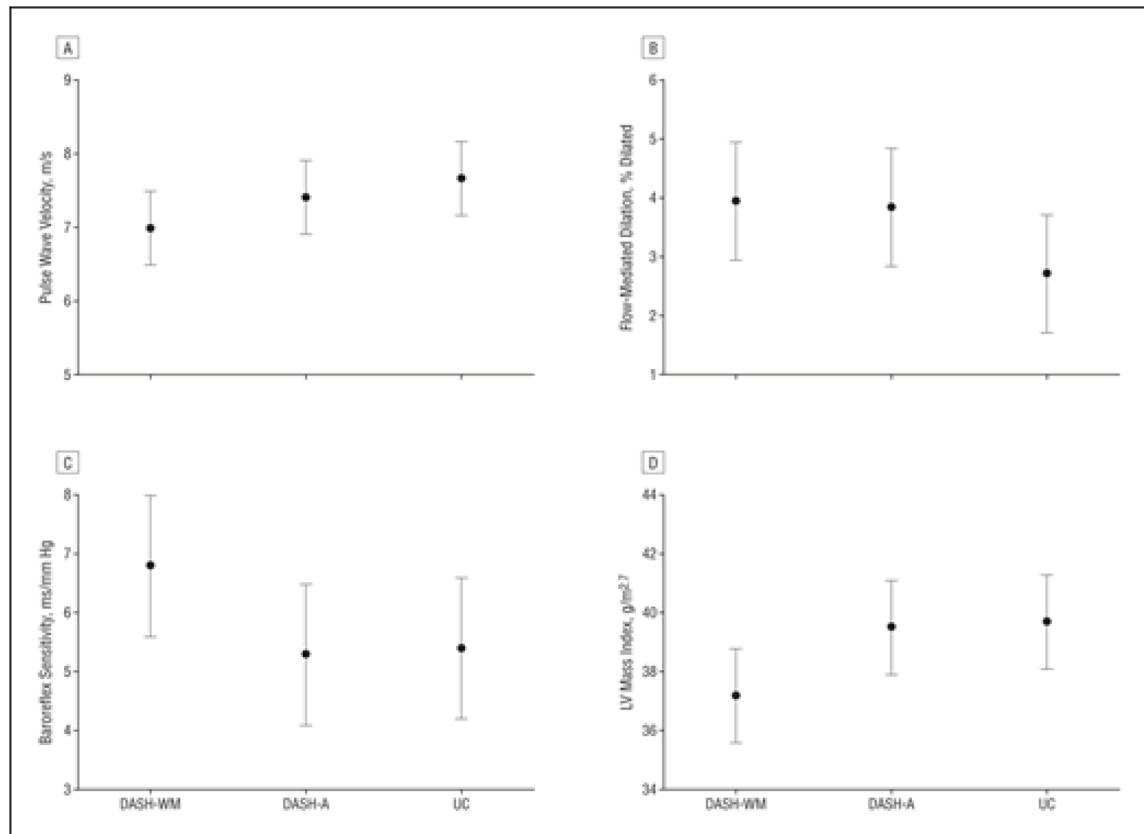 A
Pulse Wave Velocity, m/s
9
8
7
6
5
B
Flow-Mediated Dilation, % Dilated
6
5
4
3
2
1
C
Baroreflex Sensitivity, ms/mm Hg
8
7
6
5
4
3
DASH-WM DASH-A UC
D
LV Mass Index, g/m2.7
44
42
40
38
36
34
DASH-WM DASH-A UC